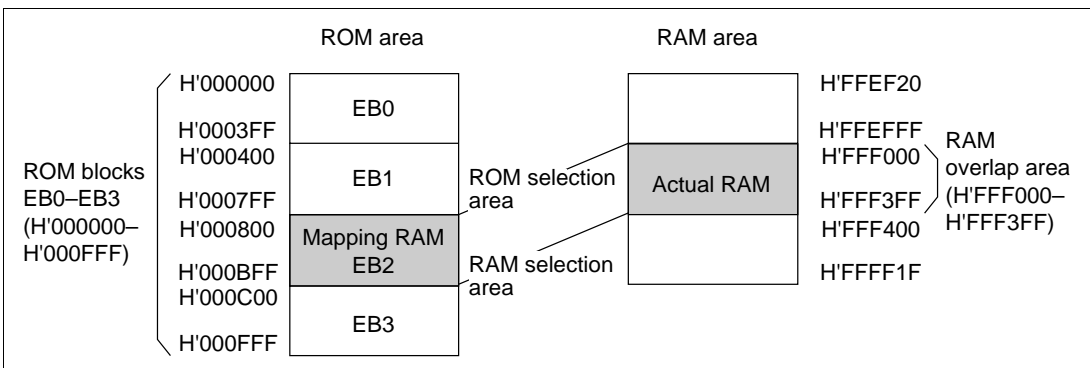 ROM area
RAM area
H'000000
H'0003FF
H'000400
H'0007FF
H'000800
H'000BFF
H'000C00
H'000FFF
ROM blocks
EB0–EB3
(H'000000–
H'000FFF)
EB0
EB1
Mapping RAM
EB2
EB3
ROM selection
area
RAM selection
area
Actual RAM
H'FFEF20
H'FFEFFF
H'FFF000
H'FFF3FF
H'FFF400
H'FFFF1F
RAM
overlap area
(H'FFF000–
H'FFF3FF)